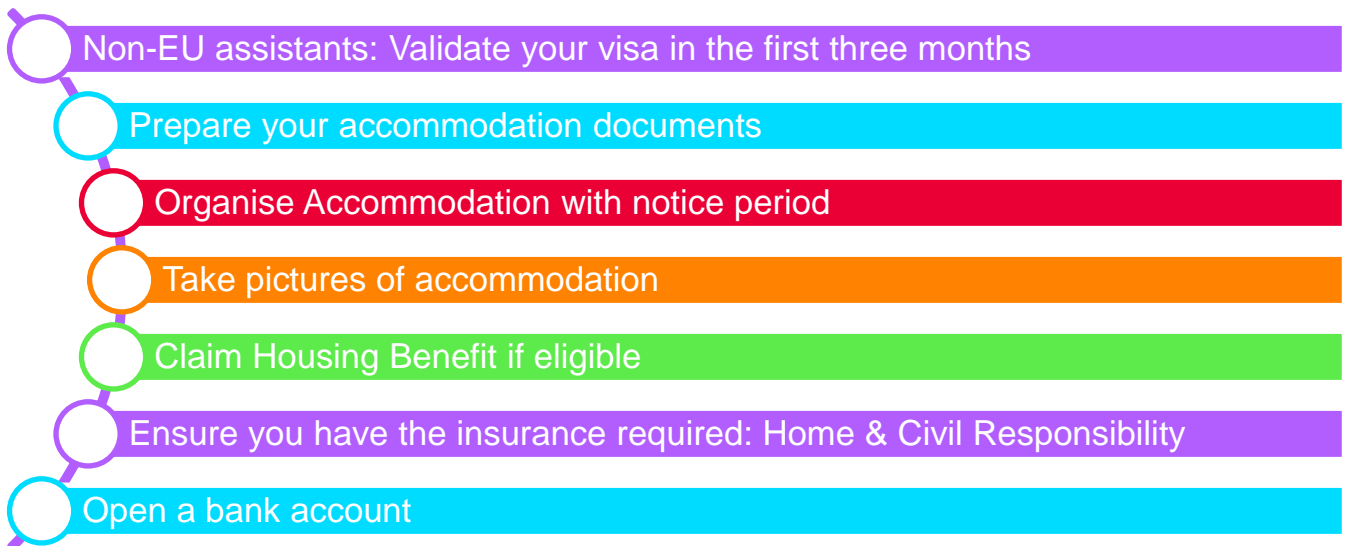 Non-EU assistants: Validate your visa in the first three months
Prepare your accommodation documents
Organise Accommodation with notice period
Take pictures of accommodation
Claim Housing Benefit if eligible
Ensure you have the insurance required: Home & Civil Responsibility
Open a bank account